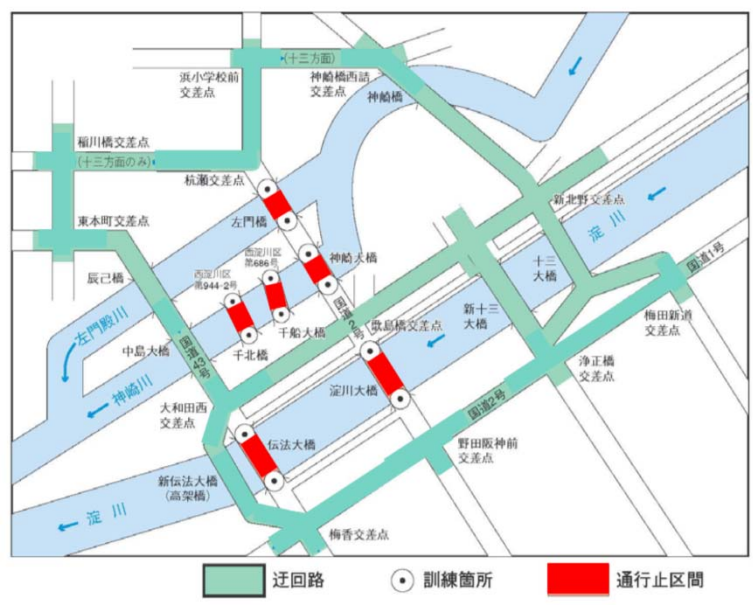 (十三方面)
浜小学校前
交差点
神崎橋西詰
交差点
神崎橋
稲川橋交差点
(十三方面のみ)
杭瀬交差点
新北野交差点
東本町交差点
左門橋
淀川
西淀川区
第686号
神崎大橋
国道1号
辰己橋
西淀川区
第944-2号
十三
大橋
国道2号
新十三
大橋
梅田新道
交差点
左門殿川
千船大橋
歌島橋交差点
中島大橋
国道43号
千北橋
神崎川
淀川大橋
浄正橋
交差点
大和田西
交差点
国道2号
伝法大橋
野田阪神前
交差点
新伝法大橋
(高架橋)
淀川
梅香交差点
迂回路
訓練箇所
通行止区間